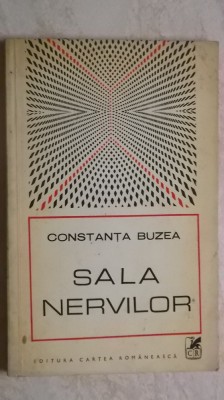 CONSTANȚA BUZEA
SALA
NERVILOR
CR
EDITURA CARTEA ROMÂNEASCĂ